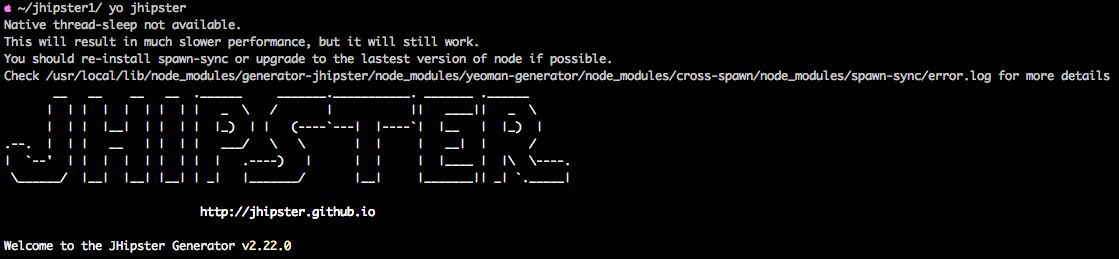 ~/jhipster1/ yo jhipster
Native thread-sleep not available.
This will result in much slower performance, but it will still work.
You should re-install spawn-sync or upgrade to the lastest version of node if possible.
Check /usr/local/lib/node_modules/generator-jhipster/node_modules/yeoman-generator/node_modules/cross-spawn/node_modules/spawn-sync/error.log for more details
JHIPSTER
http://jhipster.github.io
Welcome to the JHipster Generator v2.22.0